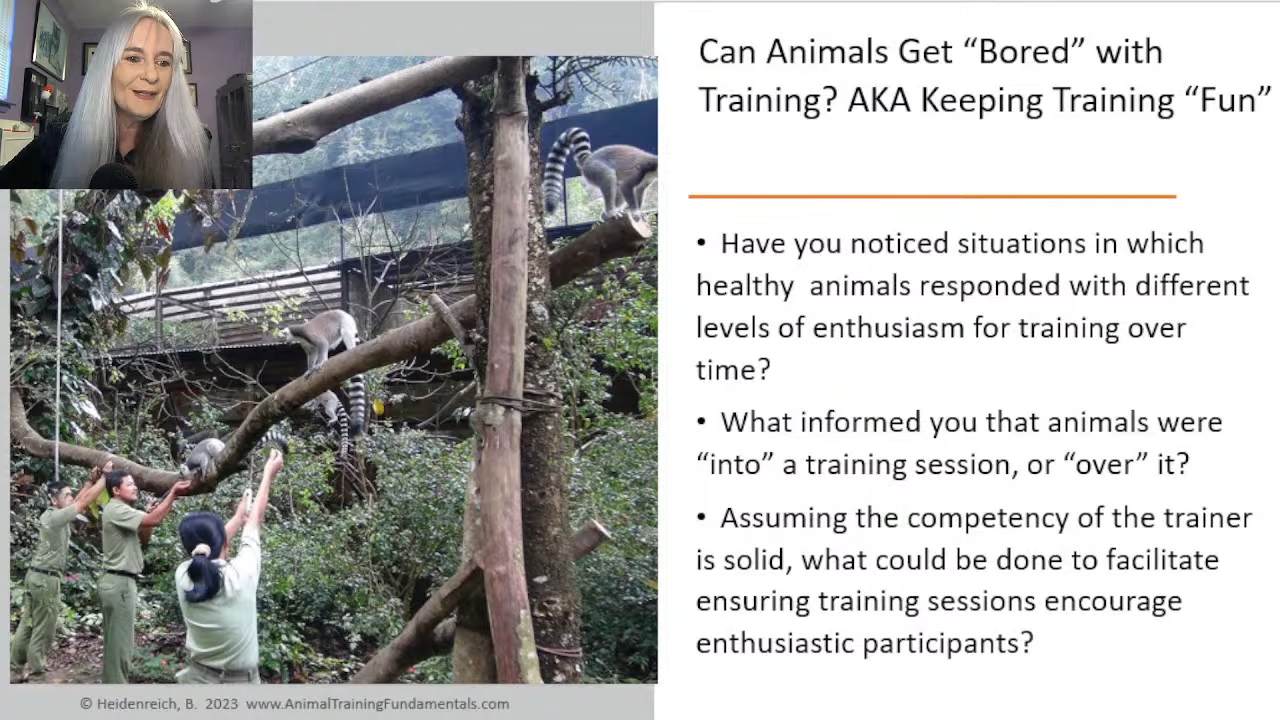 Can Animals Get “Bored” with
Training? AKA Keeping Training “Fun”
• Have you noticed situations in which
healthy  animals responded with different
levels of enthusiasm for training over
time?
• What informed you that animals were
“into” a training session, or “over” it?
• Assuming the competency of the trainer
is solid, what could be done to facilitate
ensuring training sessions encourage
enthusiastic participants?
© Heidenreich, B.  2023  www.AnimalTrainingFundamentals.com